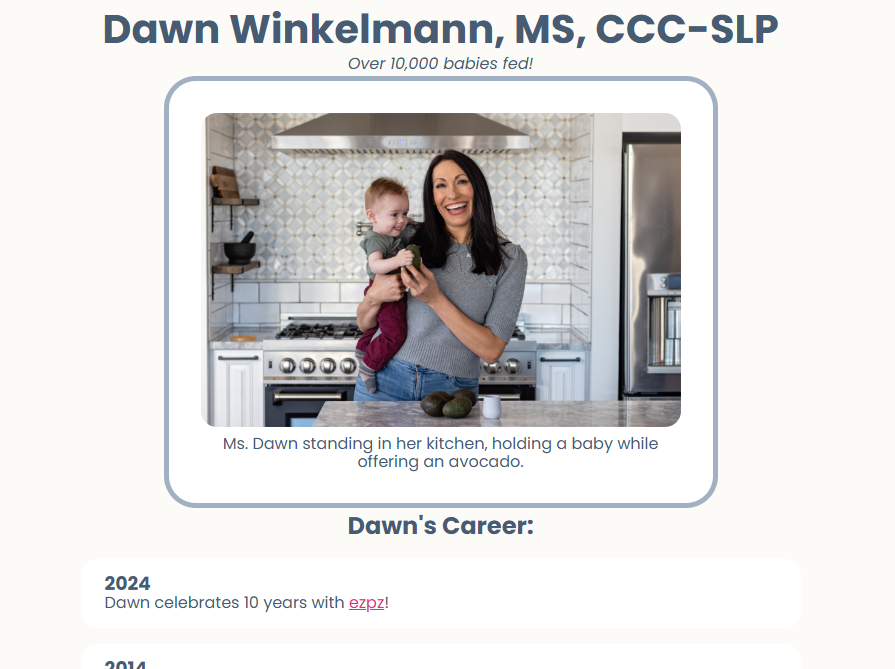 Dawn Winkelmann, MS, CCC-SLP
Over 10,000 babies fed!
Ms. Dawn standing in her kitchen, holding a baby while
offering an avocado.
Dawn's Career:
2024
Dawn celebrates 10 years with ezpz!
2014